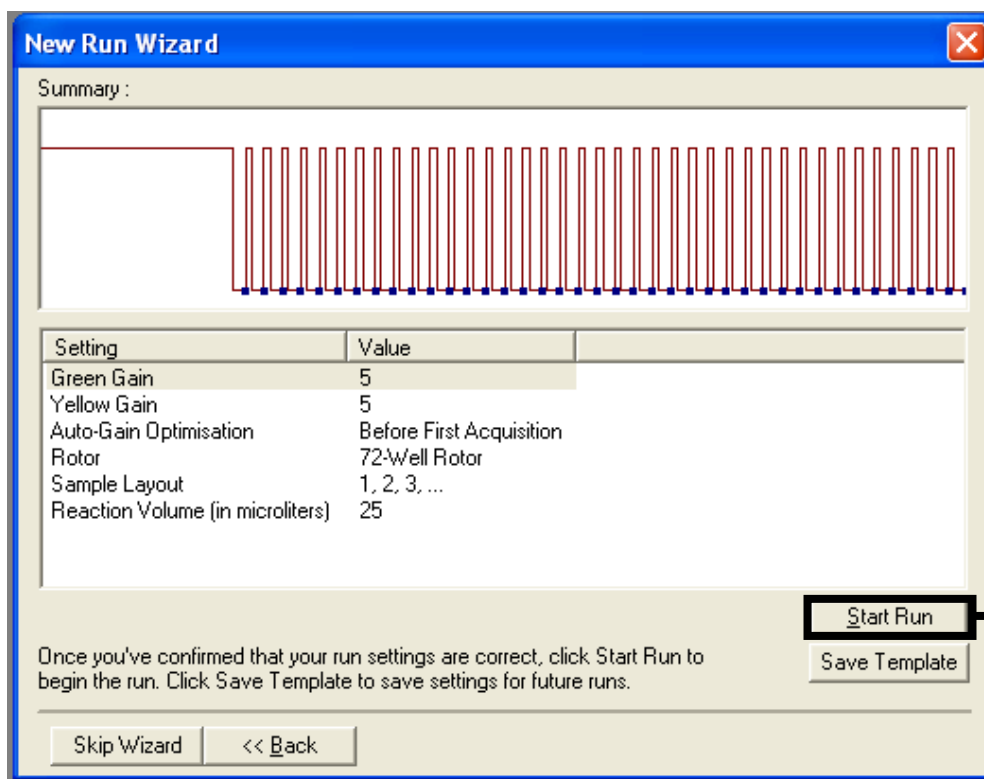 New Run Wizard
Summary :
Setting Value
Green Gain 5
Yellow Gain 5
Auto-Gain Optimisation Before First Acquisition
Rotor 72-Well Rotor
Sample Layout 1, 2, 3, ...
Reaction Volume (in microliters) 25
Start Run
Once you've confirmed that your run settings are correct, click Start Run to
begin the run. Click Save Template to save settings for future runs.
Save Template
Skip Wizard << Back